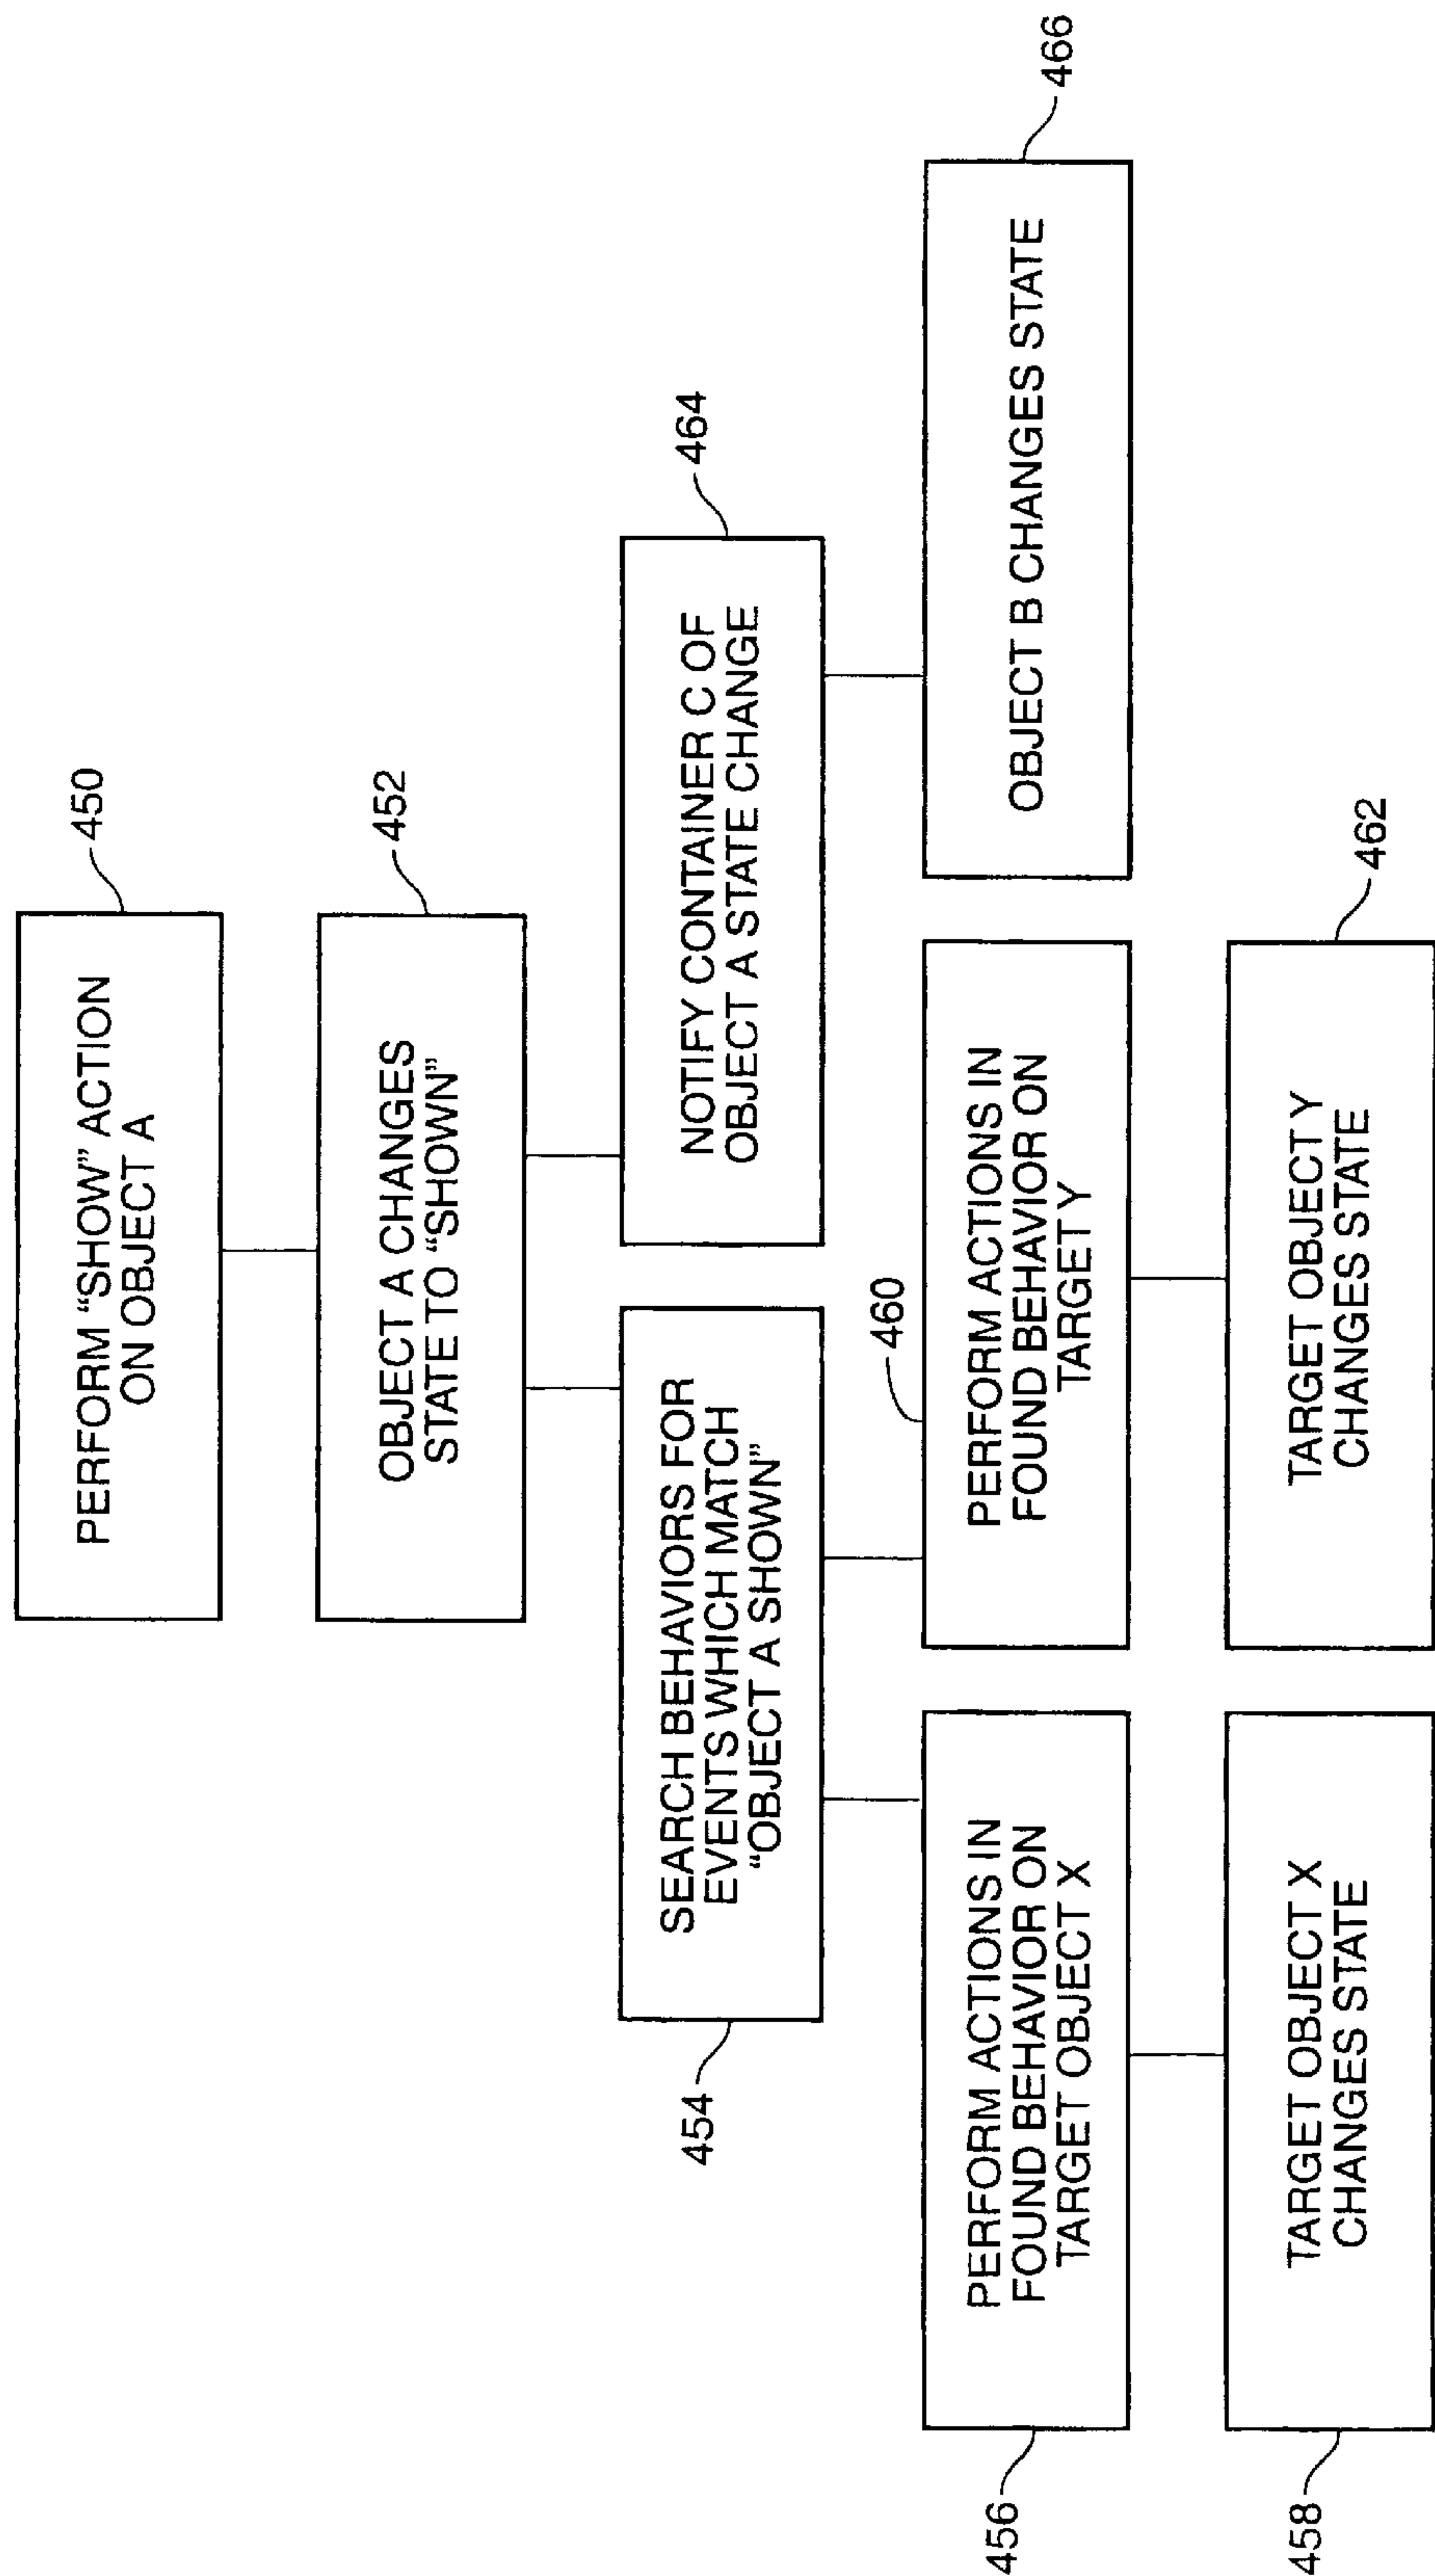 PERFORM “SHOW” ACTION
ON OBJECT A
450
OBJECT A CHANGES
STATE TO “SHOWN”
452
SEARCH BEHAVIORS FOR
EVENTS WHICH MATCH
“OBJECT A SHOWN”
454
NOTIFY CONTAINER C OF
OBJECT A STATE CHANGE
464
PERFORM ACTIONS IN
FOUND BEHAVIOR ON
TARGET OBJECT X
456
PERFORM ACTIONS IN
FOUND BEHAVIOR ON
TARGET Y
460
OBJECT B CHANGES STATE
466
TARGET OBJECT X
CHANGES STATE
458
TARGET OBJECT Y
CHANGES STATE
462